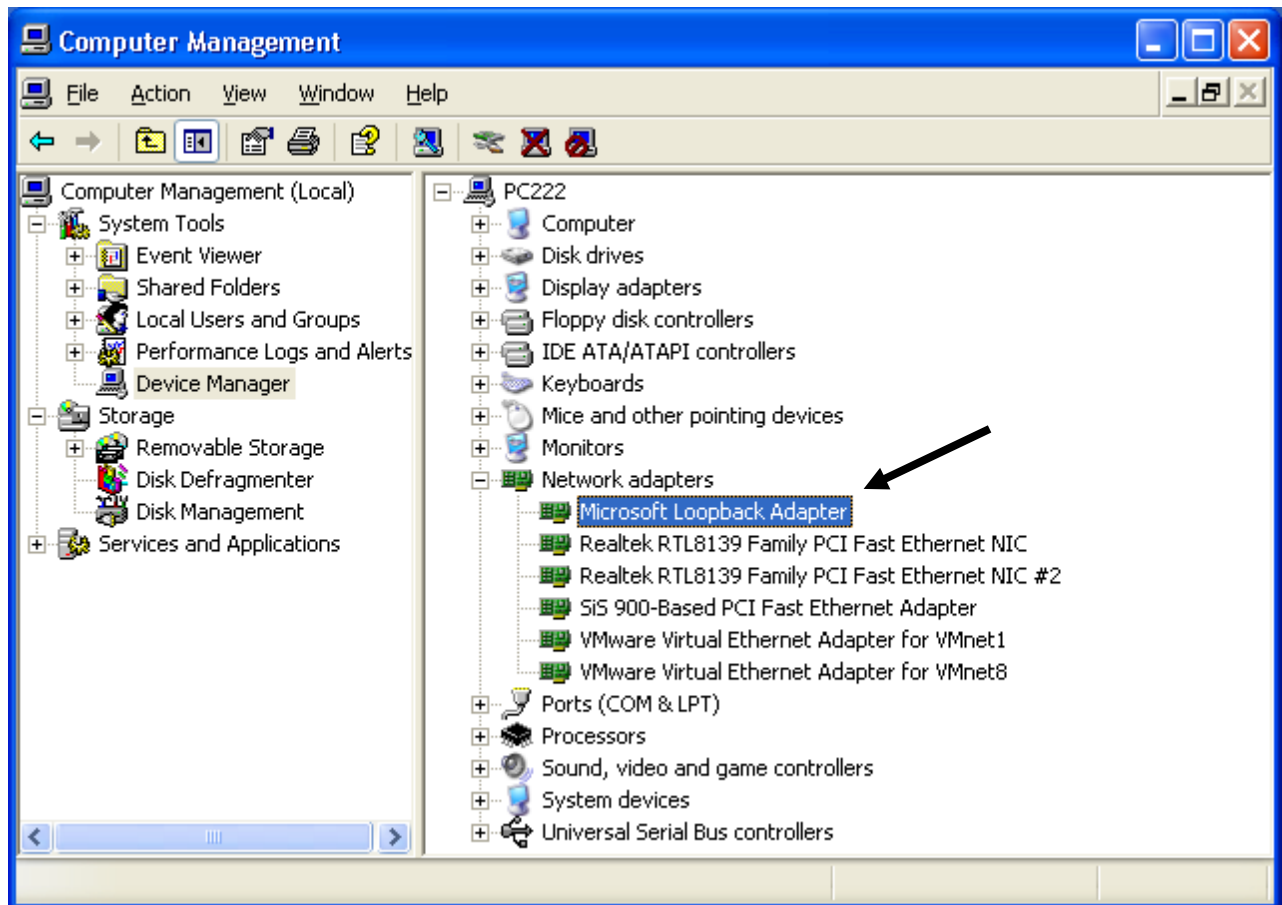 Computer Management
File Action View Window Help
Computer Management (Local)
System Tools
Event Viewer
Shared Folders
Local Users and Groups
Performance Logs and Alerts
Device Manager
Storage
Removable Storage
Disk Defragmenter
Disk Management
Services and Applications
PC222
Computer
Disk drives
Display adapters
Floppy disk controllers
IDE ATA/ATAPI controllers
Keyboards
Mice and other pointing devices
Monitors
Network adapters
Microsoft Loopback Adapter
Realtek RTL8139 Family PCI Fast Ethernet NIC
Realtek RTL8139 Family PCI Fast Ethernet NIC #2
SiS 900-Based PCI Fast Ethernet Adapter
VMware Virtual Ethernet Adapter for VMnet1
VMware Virtual Ethernet Adapter for VMnet8
Ports (COM & LPT)
Processors
Sound, video and game controllers
System devices
Universal Serial Bus controllers